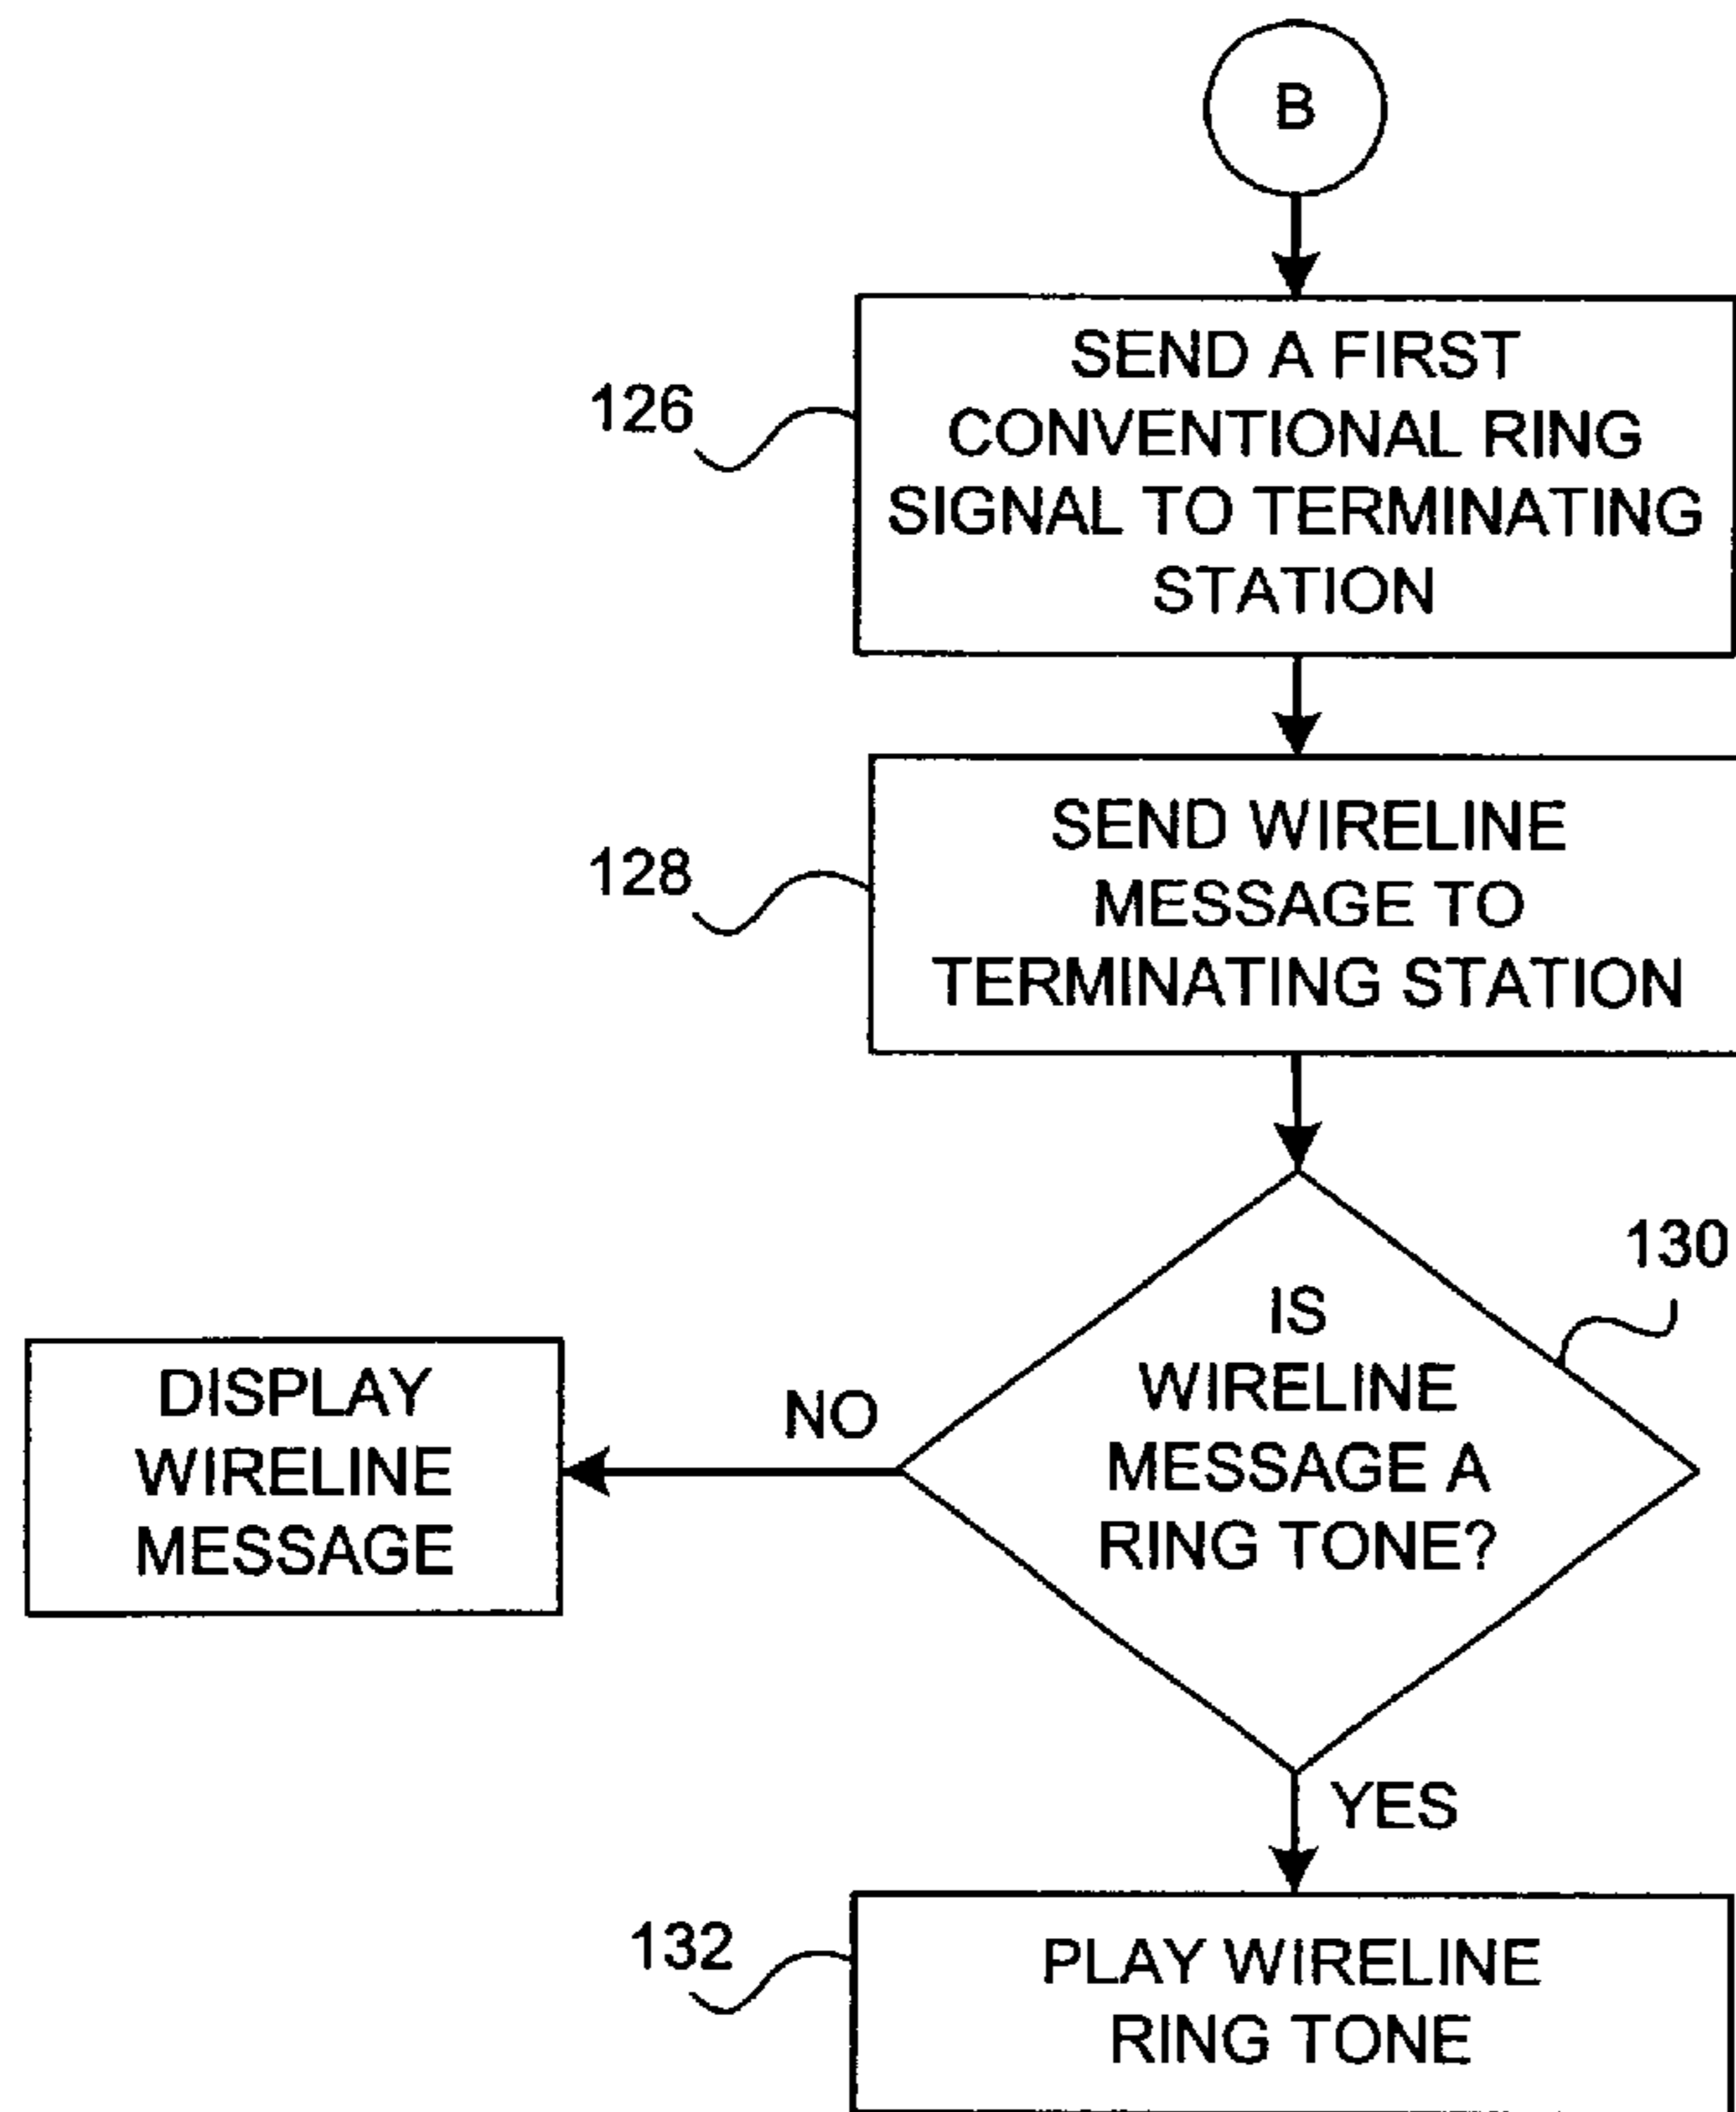 B
126
SEND A FIRST
CONVENTIONAL RING
SIGNAL TO TERMINATING
STATION
128
SEND WIRELINE
MESSAGE TO
TERMINATING STATION
130
IS
WIRELINE
MESSAGE A
RING TONE?
NO
DISPLAY
WIRELINE
MESSAGE
YES
132
PLAY WIRELINE
RING TONE